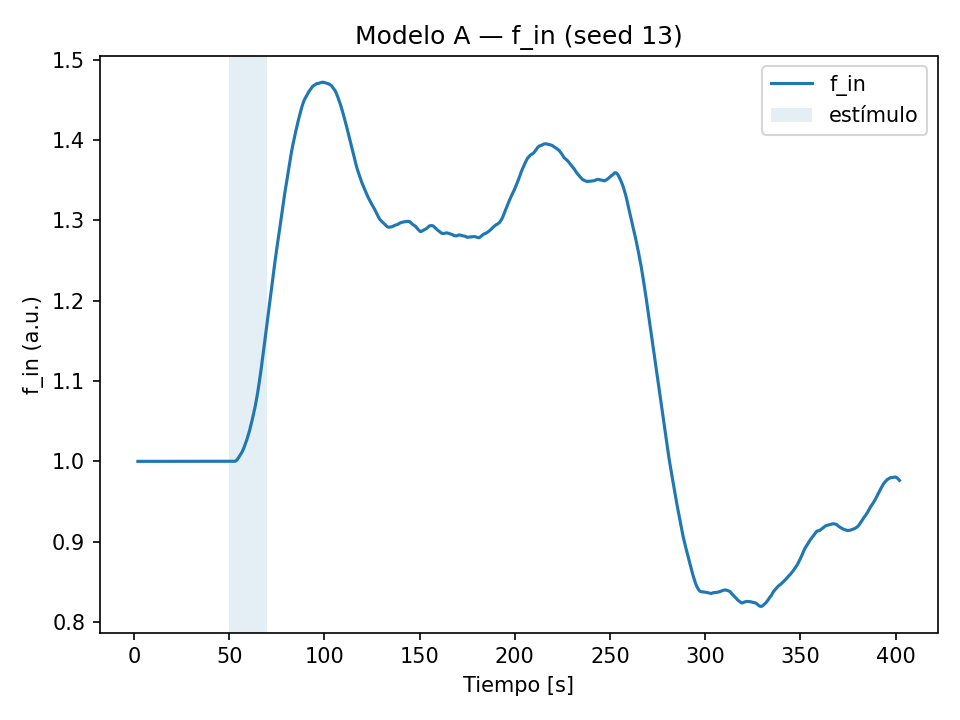 Modelo A — f_in (seed 13)
f_in
estímulo
f_in (a.u.)
1.5
1.4
1.3
1.2
1.1
1.0
0.9
0.8
0 50 100 150 200 250 300 350 400
Tiempo [s]